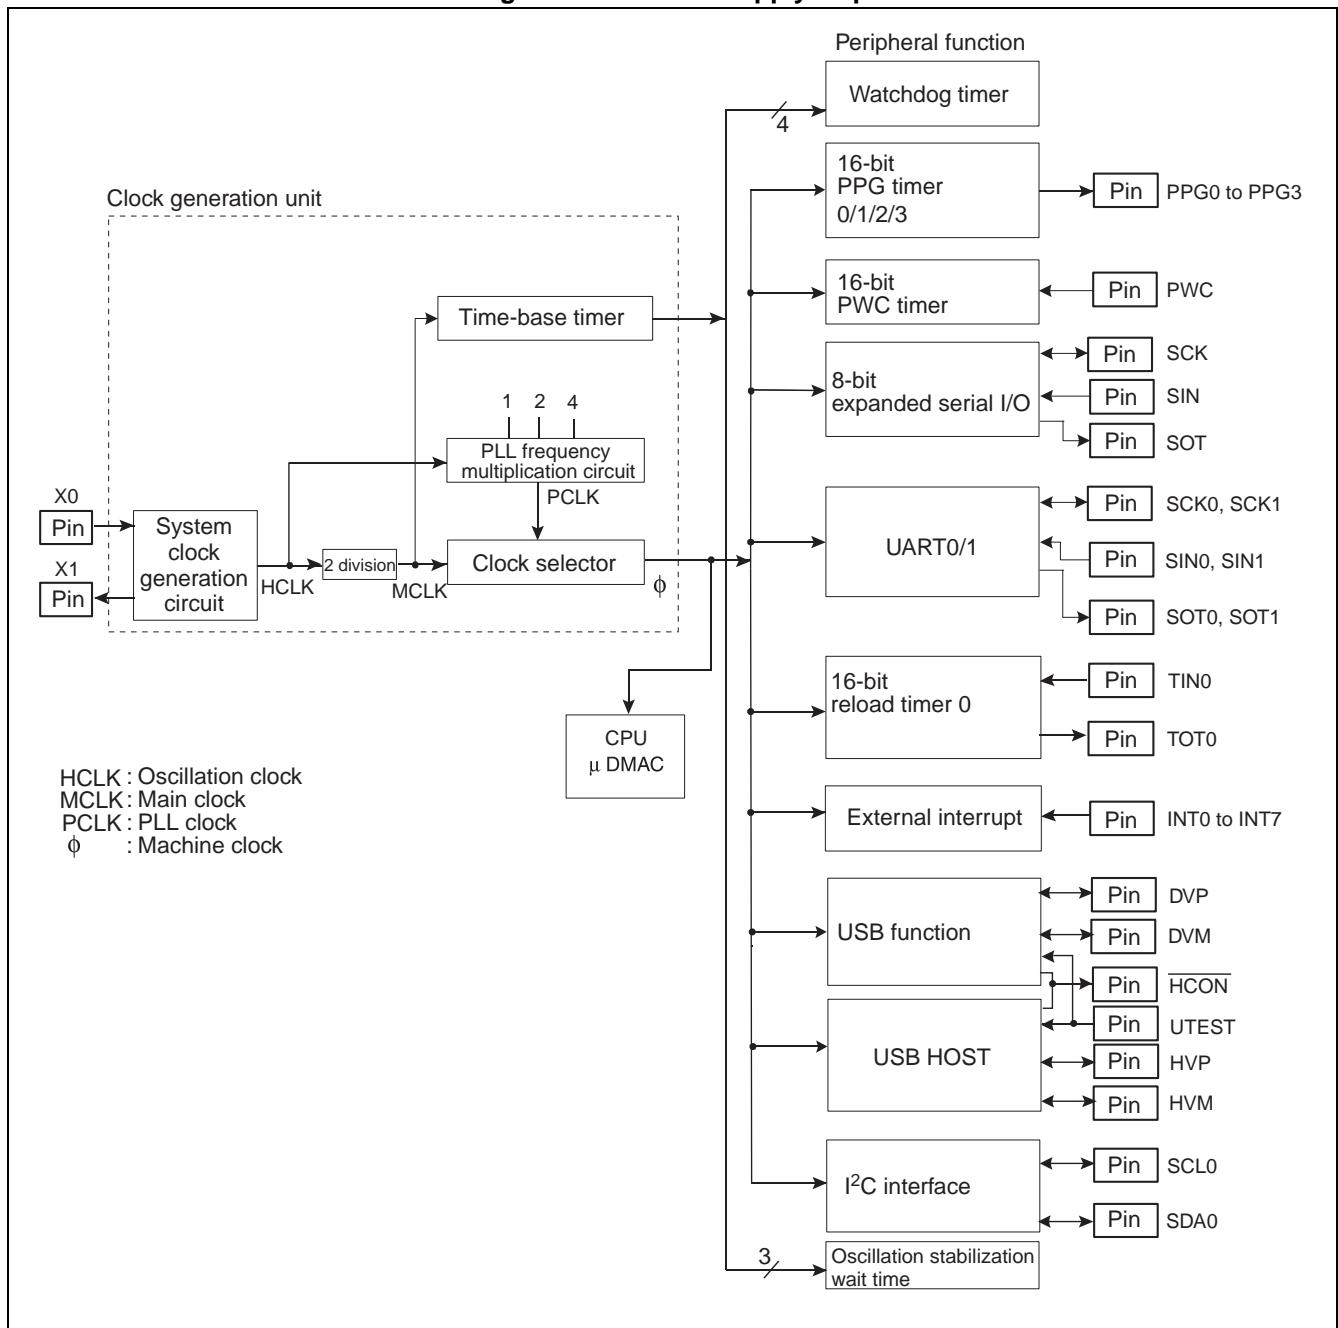 Peripheral function
Watchdog timer
4
16-bit
PPG timer
0/1/2/3
Pin PPG0 to PPG3
Clock generation unit
16-bit
PWC timer
Pin PWC
Time-base timer
8-bit
expanded serial I/O
Pin SCK
Pin SIN
Pin SOT
1 2 4
PLL frequency
multiplication circuit
PCLK
X0
Pin
X1
Pin
System
clock
generation
circuit
HCLK
2 division
MCLK
Clock selector
ϕ
UART0/1
Pin SCK0, SCK1
Pin SIN0, SIN1
Pin SOT0, SOT1
16-bit
reload timer 0
Pin TIN0
Pin TOT0
CPU
μ DMAC
HCLK : Oscillation clock
MCLK : Main clock
PCLK : PLL clock
ϕ : Machine clock
External interrupt
Pin INT0 to INT7
USB function
Pin DVP
Pin DVM
Pin HCON
Pin UTEST
USB HOST
Pin HVP
Pin HVM
I2C interface
Pin SCL0
Pin SDA0
3
Oscillation stabilization
wait time